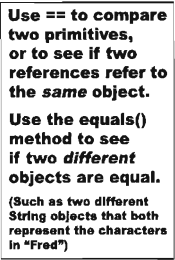 Use == to compare
two primitives,
or to see if two
references refer to
the same object.
Use the equals()
method to see
if two different
objects are equal.
(Such as two different
String objects that both
represent the characters
in “Fred”)